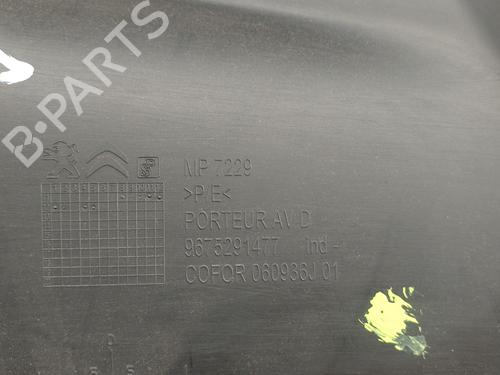 B-PARTS
MP 7229
>P/E<
PORTEUR AV D
9675291477 Ind -
COFOR 060936J 01